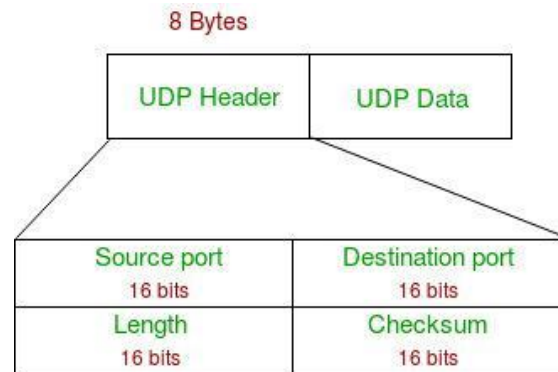 8 Bytes
UDP Header UDP Data
Source port Destination port
16 bits 16 bits
Length Checksum
16 bits 16 bits